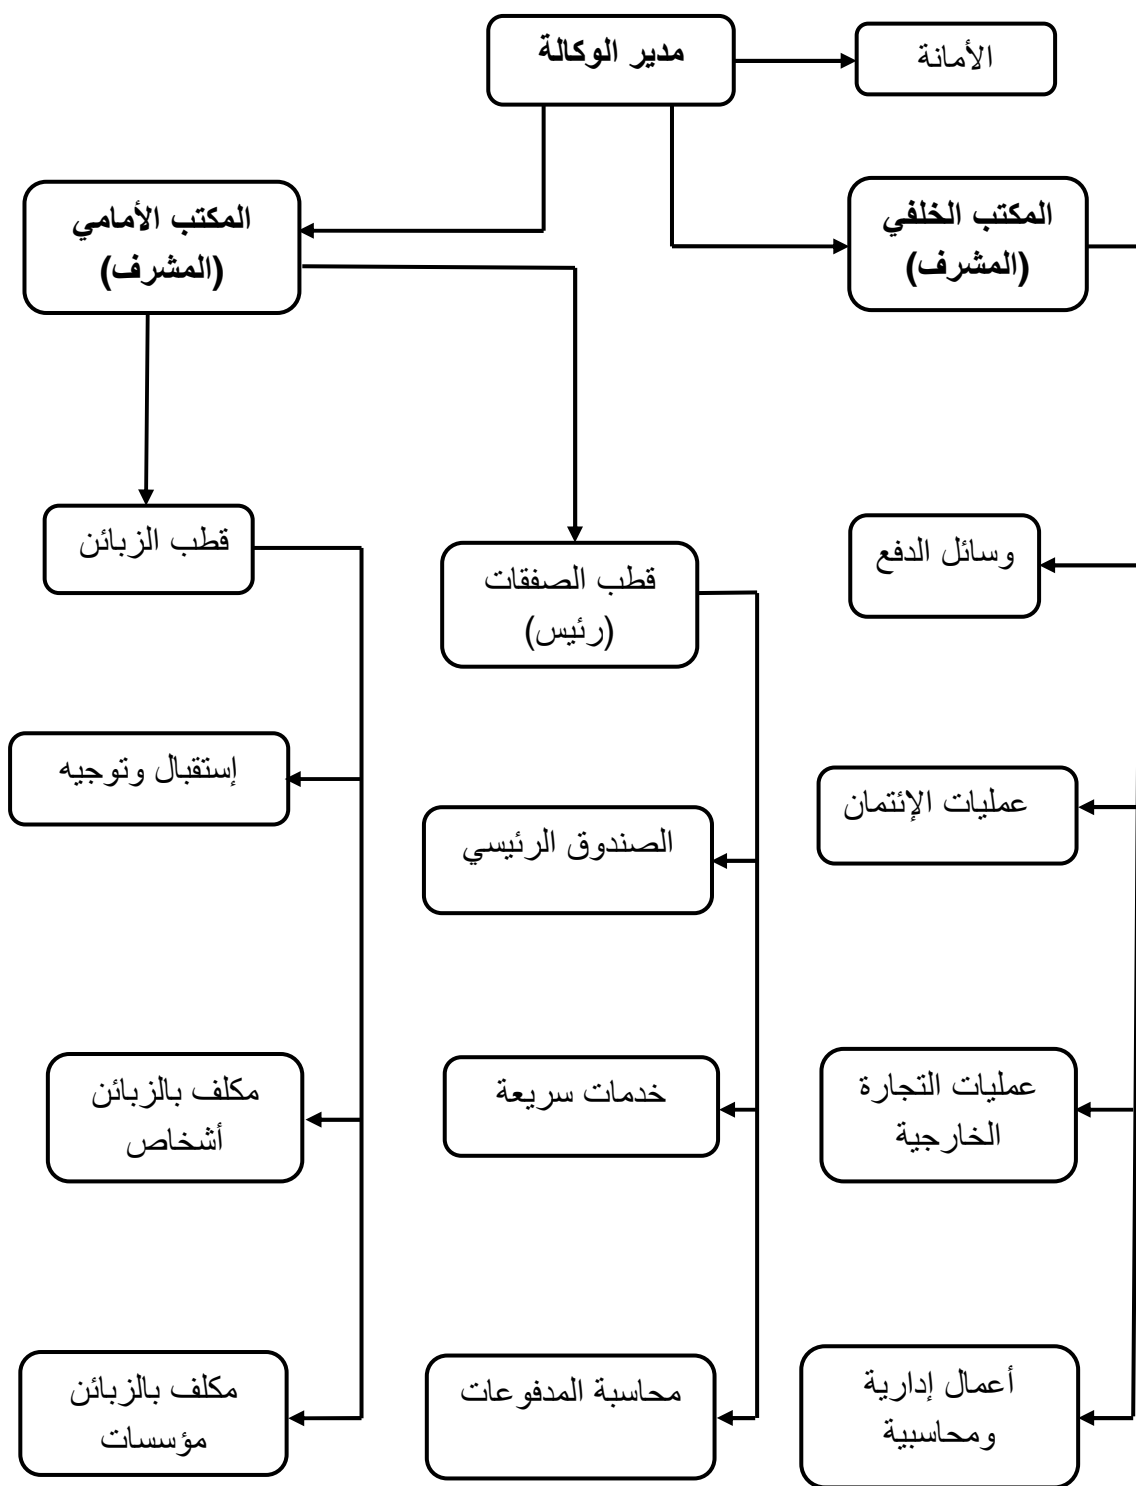 مدير الوكالة
الأمانة
المكتب الخلفي
(المشرف)
المكتب الأمامي
(المشرف)
وسائل الدفع
قطب الصفقات
(رئيس)
قطب الزبائن
عمليات الإئتمان
الصندوق الرئيسي
إستقبال وتوجيه
عمليات التجارة
الخارجية
خدمات سريعة
مكلف بالزبائن
أشخاص
أعمال إدارية
ومحاسبية
محاسبة المدفوعات
مكلف بالزبائن
مؤسسات